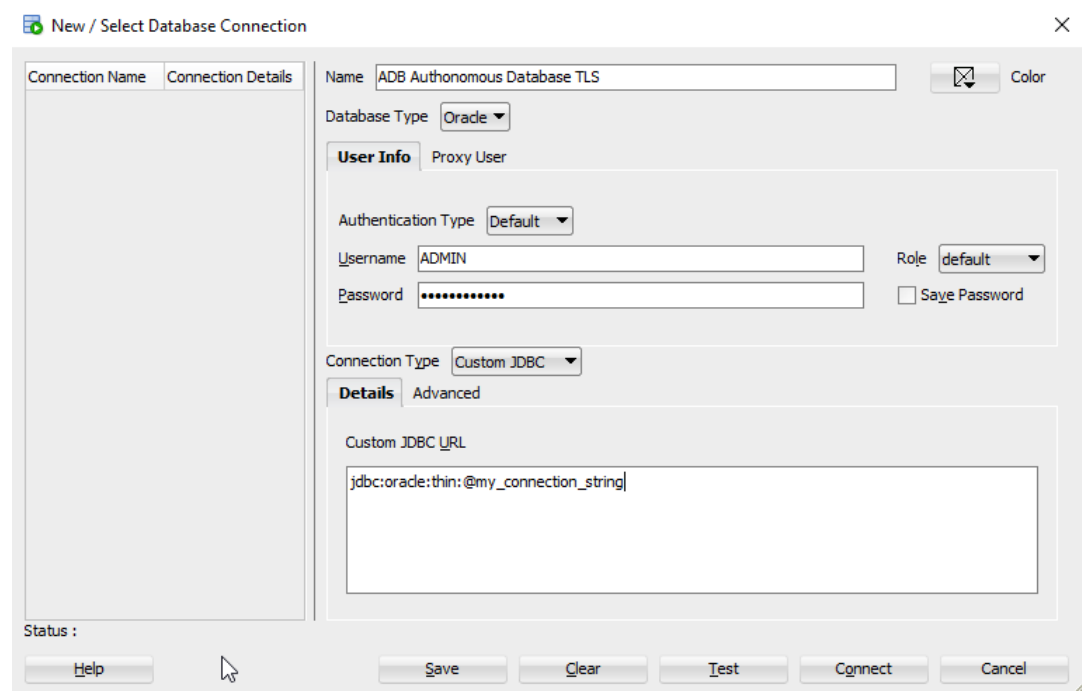 New / Select Database Connection
Connection Name Connection Details
Name ADB Authonomous Database TLS Color
Database Type Oracle
User Info Proxy User
Authentication Type Default
Username ADMIN Role default
Password •••••••••••• Save Password
Connection Type Custom JDBC
Details Advanced
Custom JDBC URL
jdbc:oracle:thin:@my_connection_string
Status :
Help Save Clear Test Connect Cancel